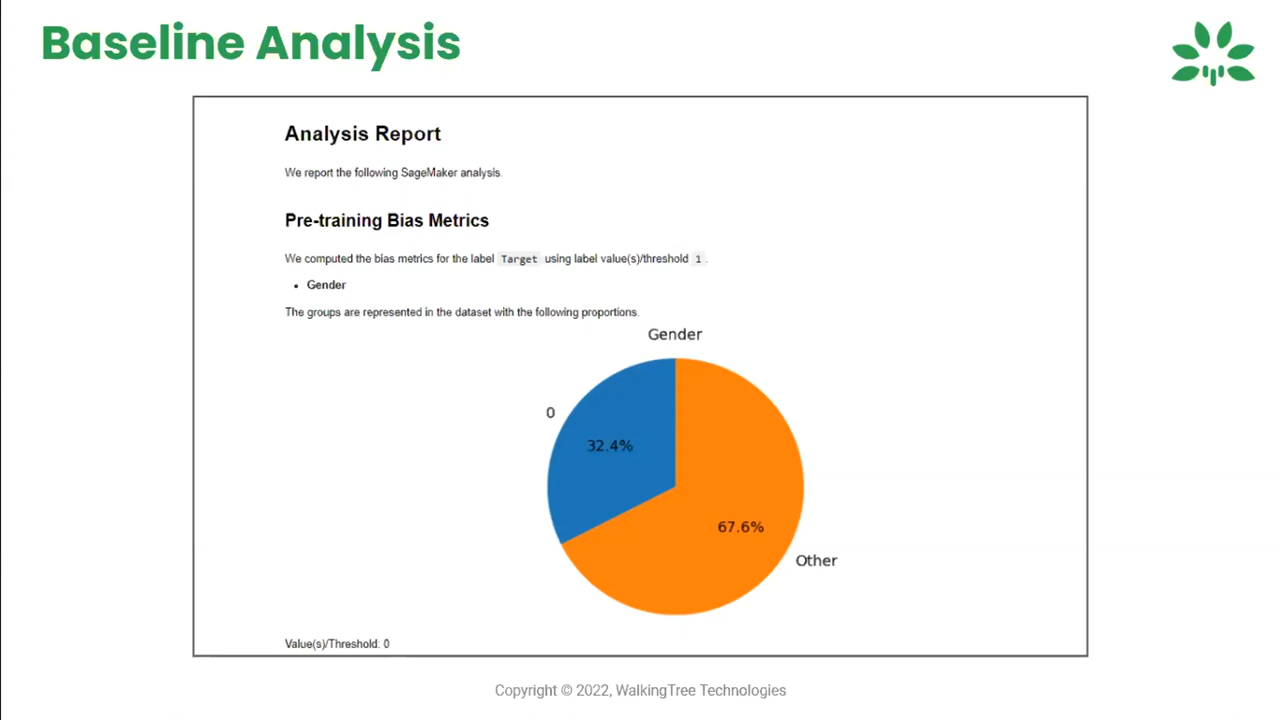 Baseline Analysis
Analysis Report
We report the following SageMaker analysis.
Pre-training Bias Metrics
We computed the bias metrics for the label Target using label value(s)/threshold 1.
• Gender
The groups are represented in the dataset with the following proportions.
Gender
0
32.4%
67.6%
Other
Value(s)/Threshold: 0
Copyright © 2022, WalkingTree Technologies